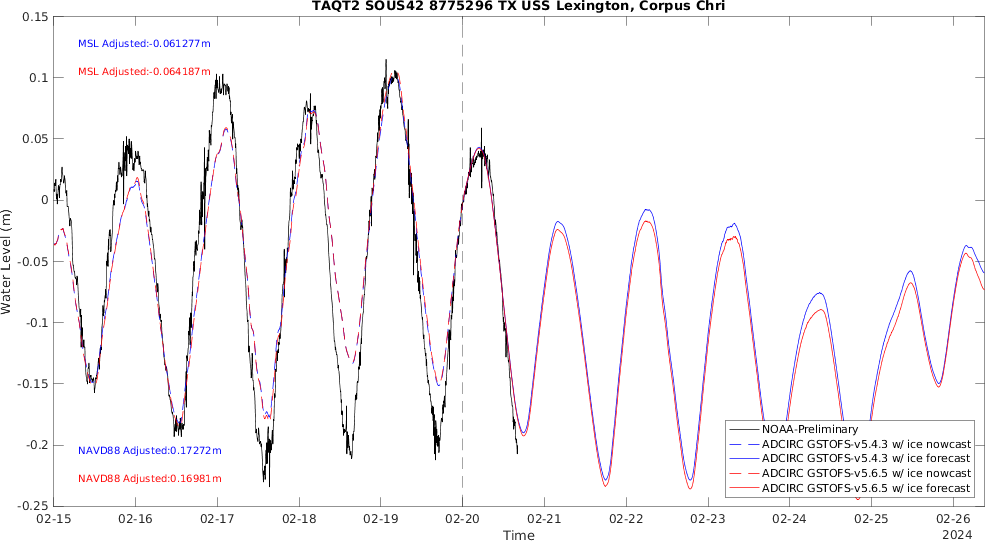 TAQT2 SOUS42 8775296 TX USS Lexington, Corpus Chri
MSL Adjusted:-0.061277m
MSL Adjusted:-0.064187m
NAVD88 Adjusted:0.17272m
NAVD88 Adjusted:0.16981m
Water Level (m)
0.15
0.1
0.05
0
-0.05
-0.1
-0.15
-0.2
-0.25
NOAA-Preliminary
ADCIRC GSTOFS-v5.4.3 w/ ice nowcast
ADCIRC GSTOFS-v5.4.3 w/ ice forecast
ADCIRC GSTOFS-v5.6.5 w/ ice nowcast
ADCIRC GSTOFS-v5.6.5 w/ ice forecast
02-15 02-16 02-17 02-18 02-19 02-20 02-21 02-22 02-23 02-24 02-25 02-26
Time
2024